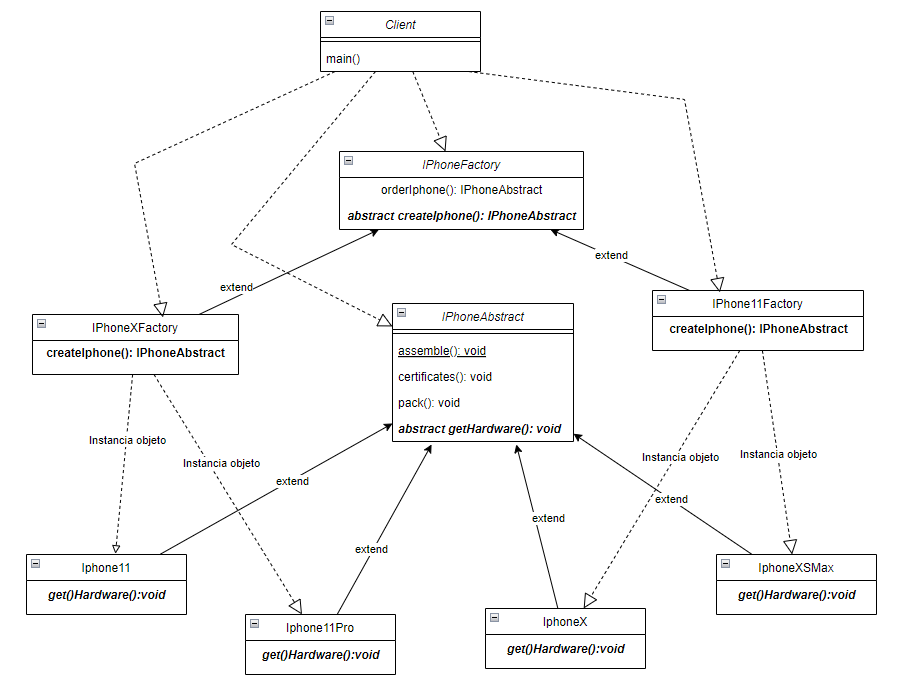 Client
main()
IPhoneFactory
orderIphone(): IPhoneAbstract
abstract createIphone(): IPhoneAbstract
extend
extend
IPhoneXFactory
createIphone(): IPhoneAbstract
IPhoneAbstract
assemble(): void
certificates(): void
pack(): void
abstract getHardware(): void
IPhone11Factory
createIphone(): IPhoneAbstract
Instancia objeto
Instancia objeto
Instancia objeto
Instancia objeto
extend
extend
extend
extend
Iphone11
get()Hardware():void
Iphone11Pro
get()Hardware():void
IphoneX
get()Hardware():void
IphoneXSMax
get()Hardware():void